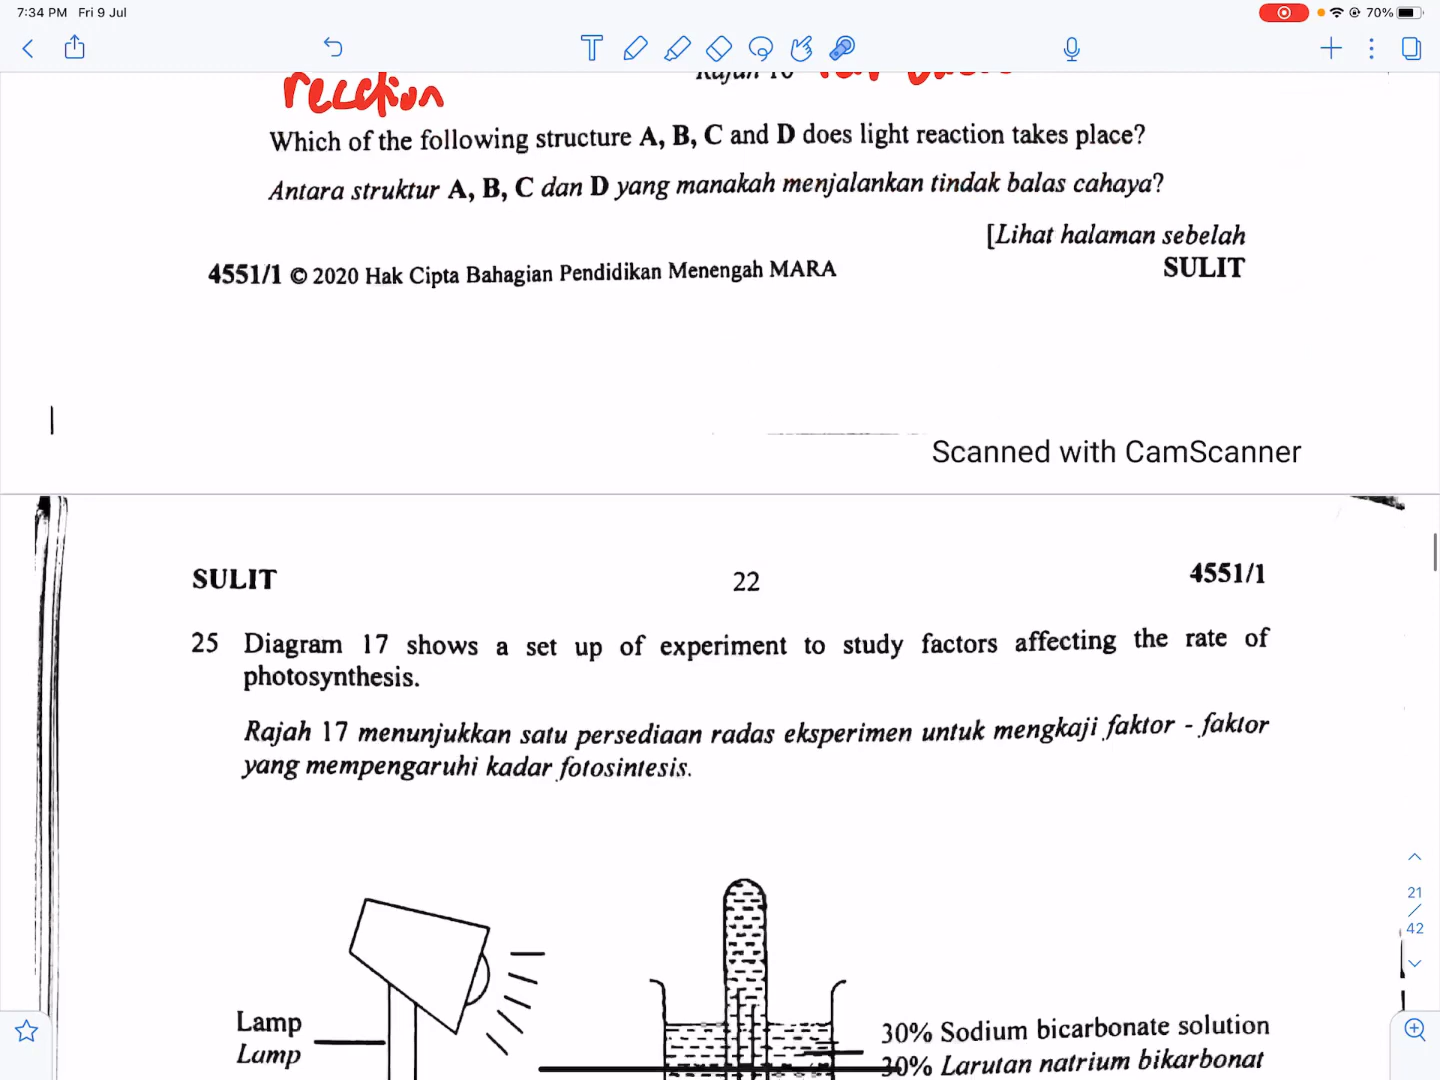 7:34 PM Fri 9 Jul
70%
reaction
Which of the following structure A, B, C and D does light reaction takes place?
Antara struktur A, B, C dan D yang manakah menjalankan tindak balas cahaya?
[Lihat halaman sebelah
4551/1 © 2020 Hak Cipta Bahagian Pendidikan Menengah MARA
SULIT
Scanned with CamScanner
SULIT
22
4551/1
25 Diagram 17 shows a set up of experiment to study factors affecting the rate of
photosynthesis.
Rajah 17 menunjukkan satu persediaan radas eksperimen untuk mengkaji faktor - faktor
yang mempengaruhi kadar fotosintesis.
21
/
42
Lamp
Lamp
30% Sodium bicarbonate solution
30% Larutan natrium bikarbonat